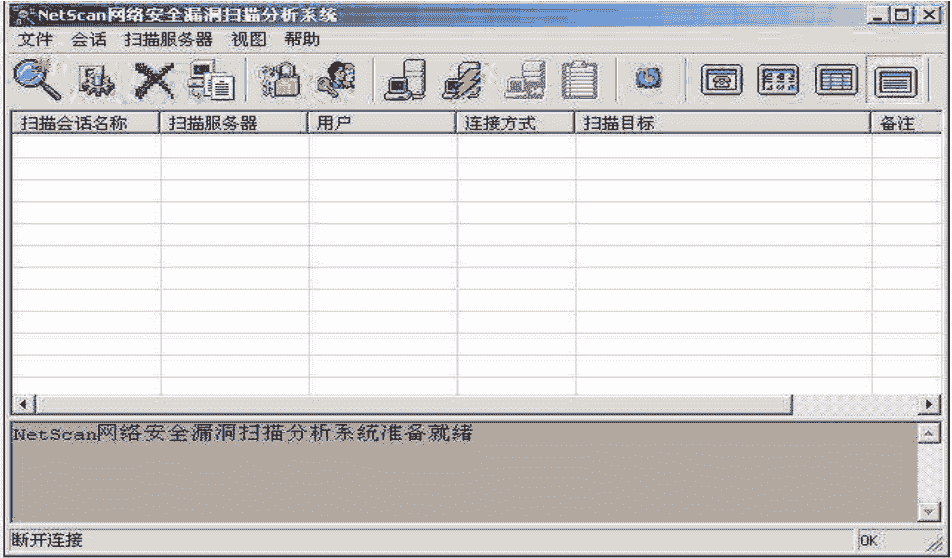 NetScan网络安全漏洞扫描分析系统
文件 会话 扫描服务器 视图 帮助
扫描会话名称 扫描服务器 用户 连接方式 扫描目标 备注
NetScan网络安全漏洞扫描分析系统准备就绪
断开连接 OK